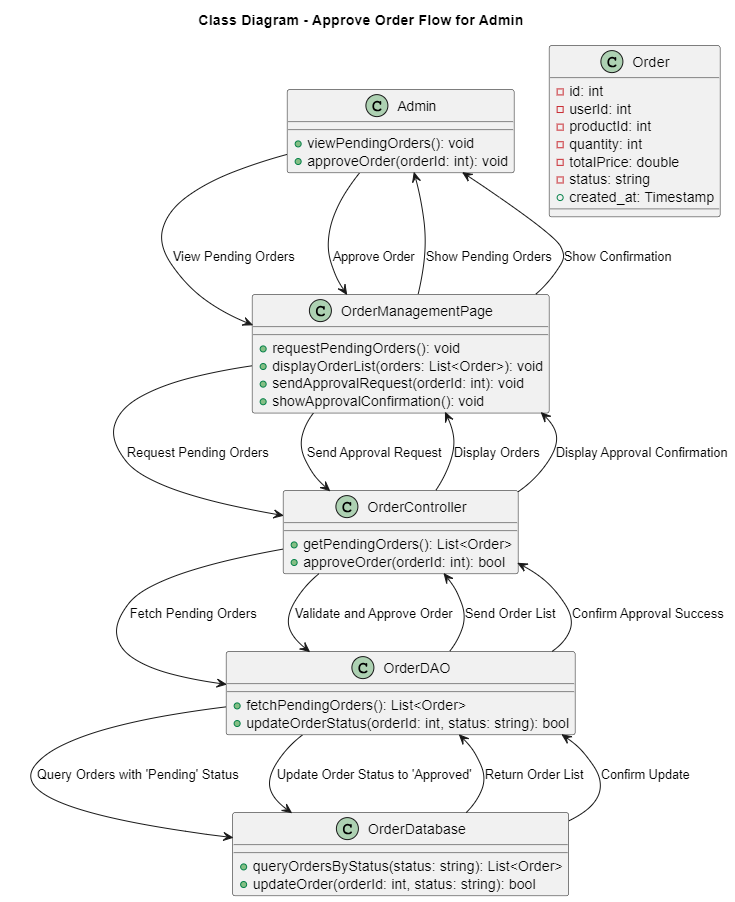 Class Diagram - Approve Order Flow for Admin
C Order
id: int
userId: int
productId: int
quantity: int
totalPrice: double
status: string
created_at: Timestamp
C Admin
viewPendingOrders(): void
approveOrder(orderId: int): void
View Pending Orders
Approve Order
Show Pending Orders
Show Confirmation
C OrderManagementPage
requestPendingOrders(): void
displayOrderList(orders: List<Order>): void
sendApprovalRequest(orderId: int): void
showApprovalConfirmation(): void
Request Pending Orders
Send Approval Request
Display Orders
Display Approval Confirmation
C OrderController
getPendingOrders(): List<Order>
approveOrder(orderId: int): bool
Fetch Pending Orders
Validate and Approve Order
Send Order List
Confirm Approval Success
C OrderDAO
fetchPendingOrders(): List<Order>
updateOrderStatus(orderId: int, status: string): bool
Query Orders with 'Pending' Status
Update Order Status to 'Approved'
Return Order List
Confirm Update
C OrderDatabase
queryOrdersByStatus(status: string): List<Order>
updateOrder(orderId: int, status: string): bool